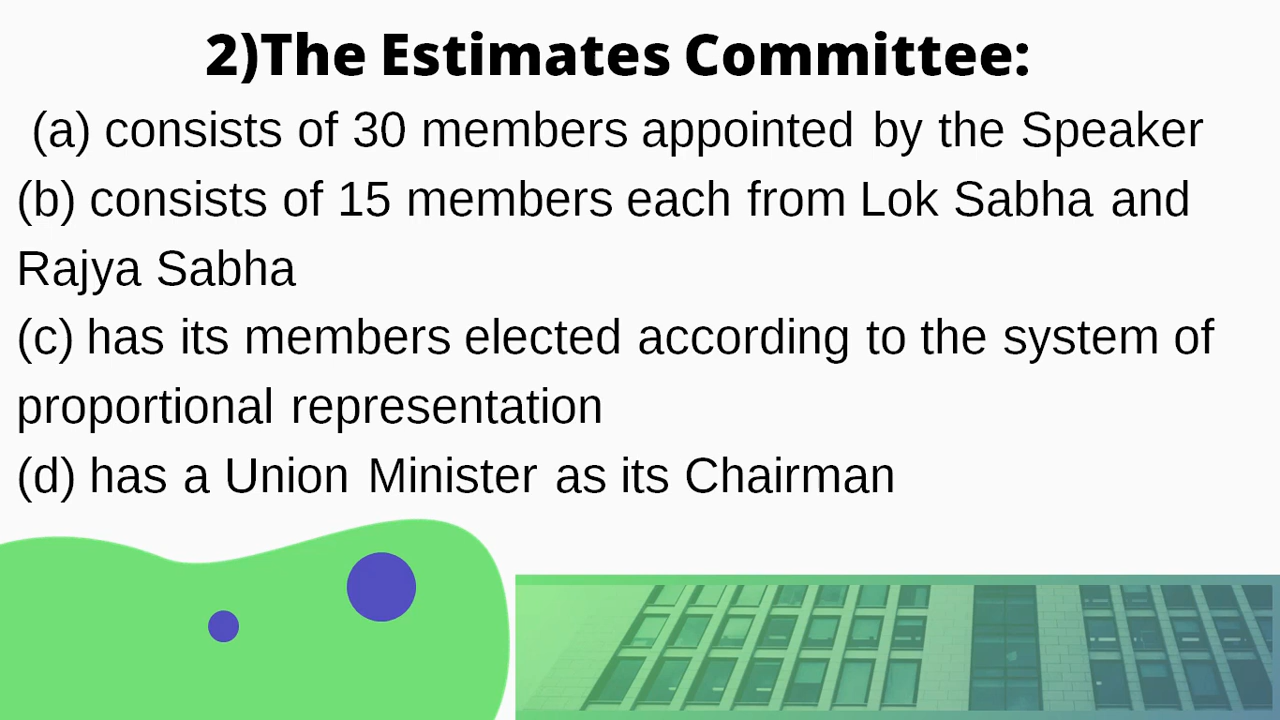 2)The Estimates Committee:
(a) consists of 30 members appointed by the Speaker
(b) consists of 15 members each from Lok Sabha and
Rajya Sabha
(c) has its members elected according to the system of
proportional representation
(d) has a Union Minister as its Chairman